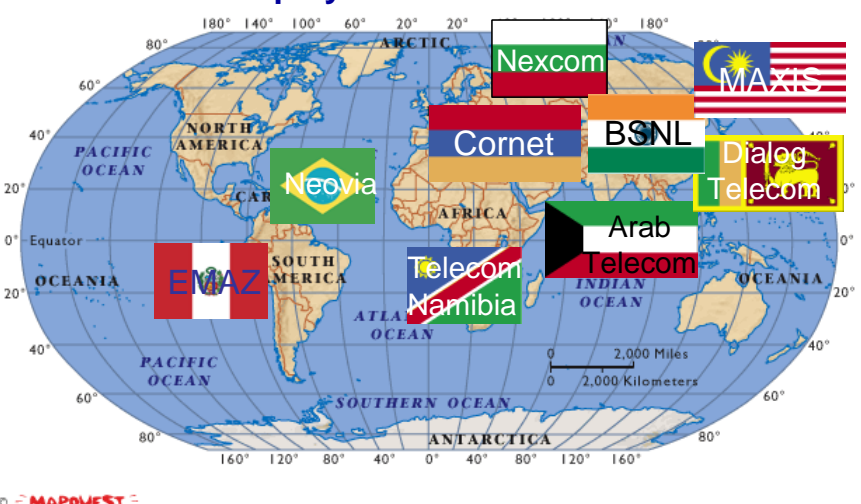 180° 140° 100° 60° 20° 20° 180°
80°
ARCTIC
Nexcom
MAXIS
60°
NORTH
AMERICA
40°
PACIFIC
OCEAN
Cornet
BSNL
40°
Dialog
Telecom
20°
Neovia
AFRICA
Arab
Telecom
0° Equator
0°
EMAZ
SOUTH
Telecom
Namibia
OCEANIA
INDIAN
OCEAN
OCEANIA
20°
20°
OCEAN
40°
0 2,000 Miles
0 2,000 Kilometers
40°
PACIFIC
OCEAN
60°
SOUTHERN OCEAN
60°
80°
ANTARCTICA
80°
160° 120° 80° 40° 0° 40° 80° 120° 160°
MAPQUEST